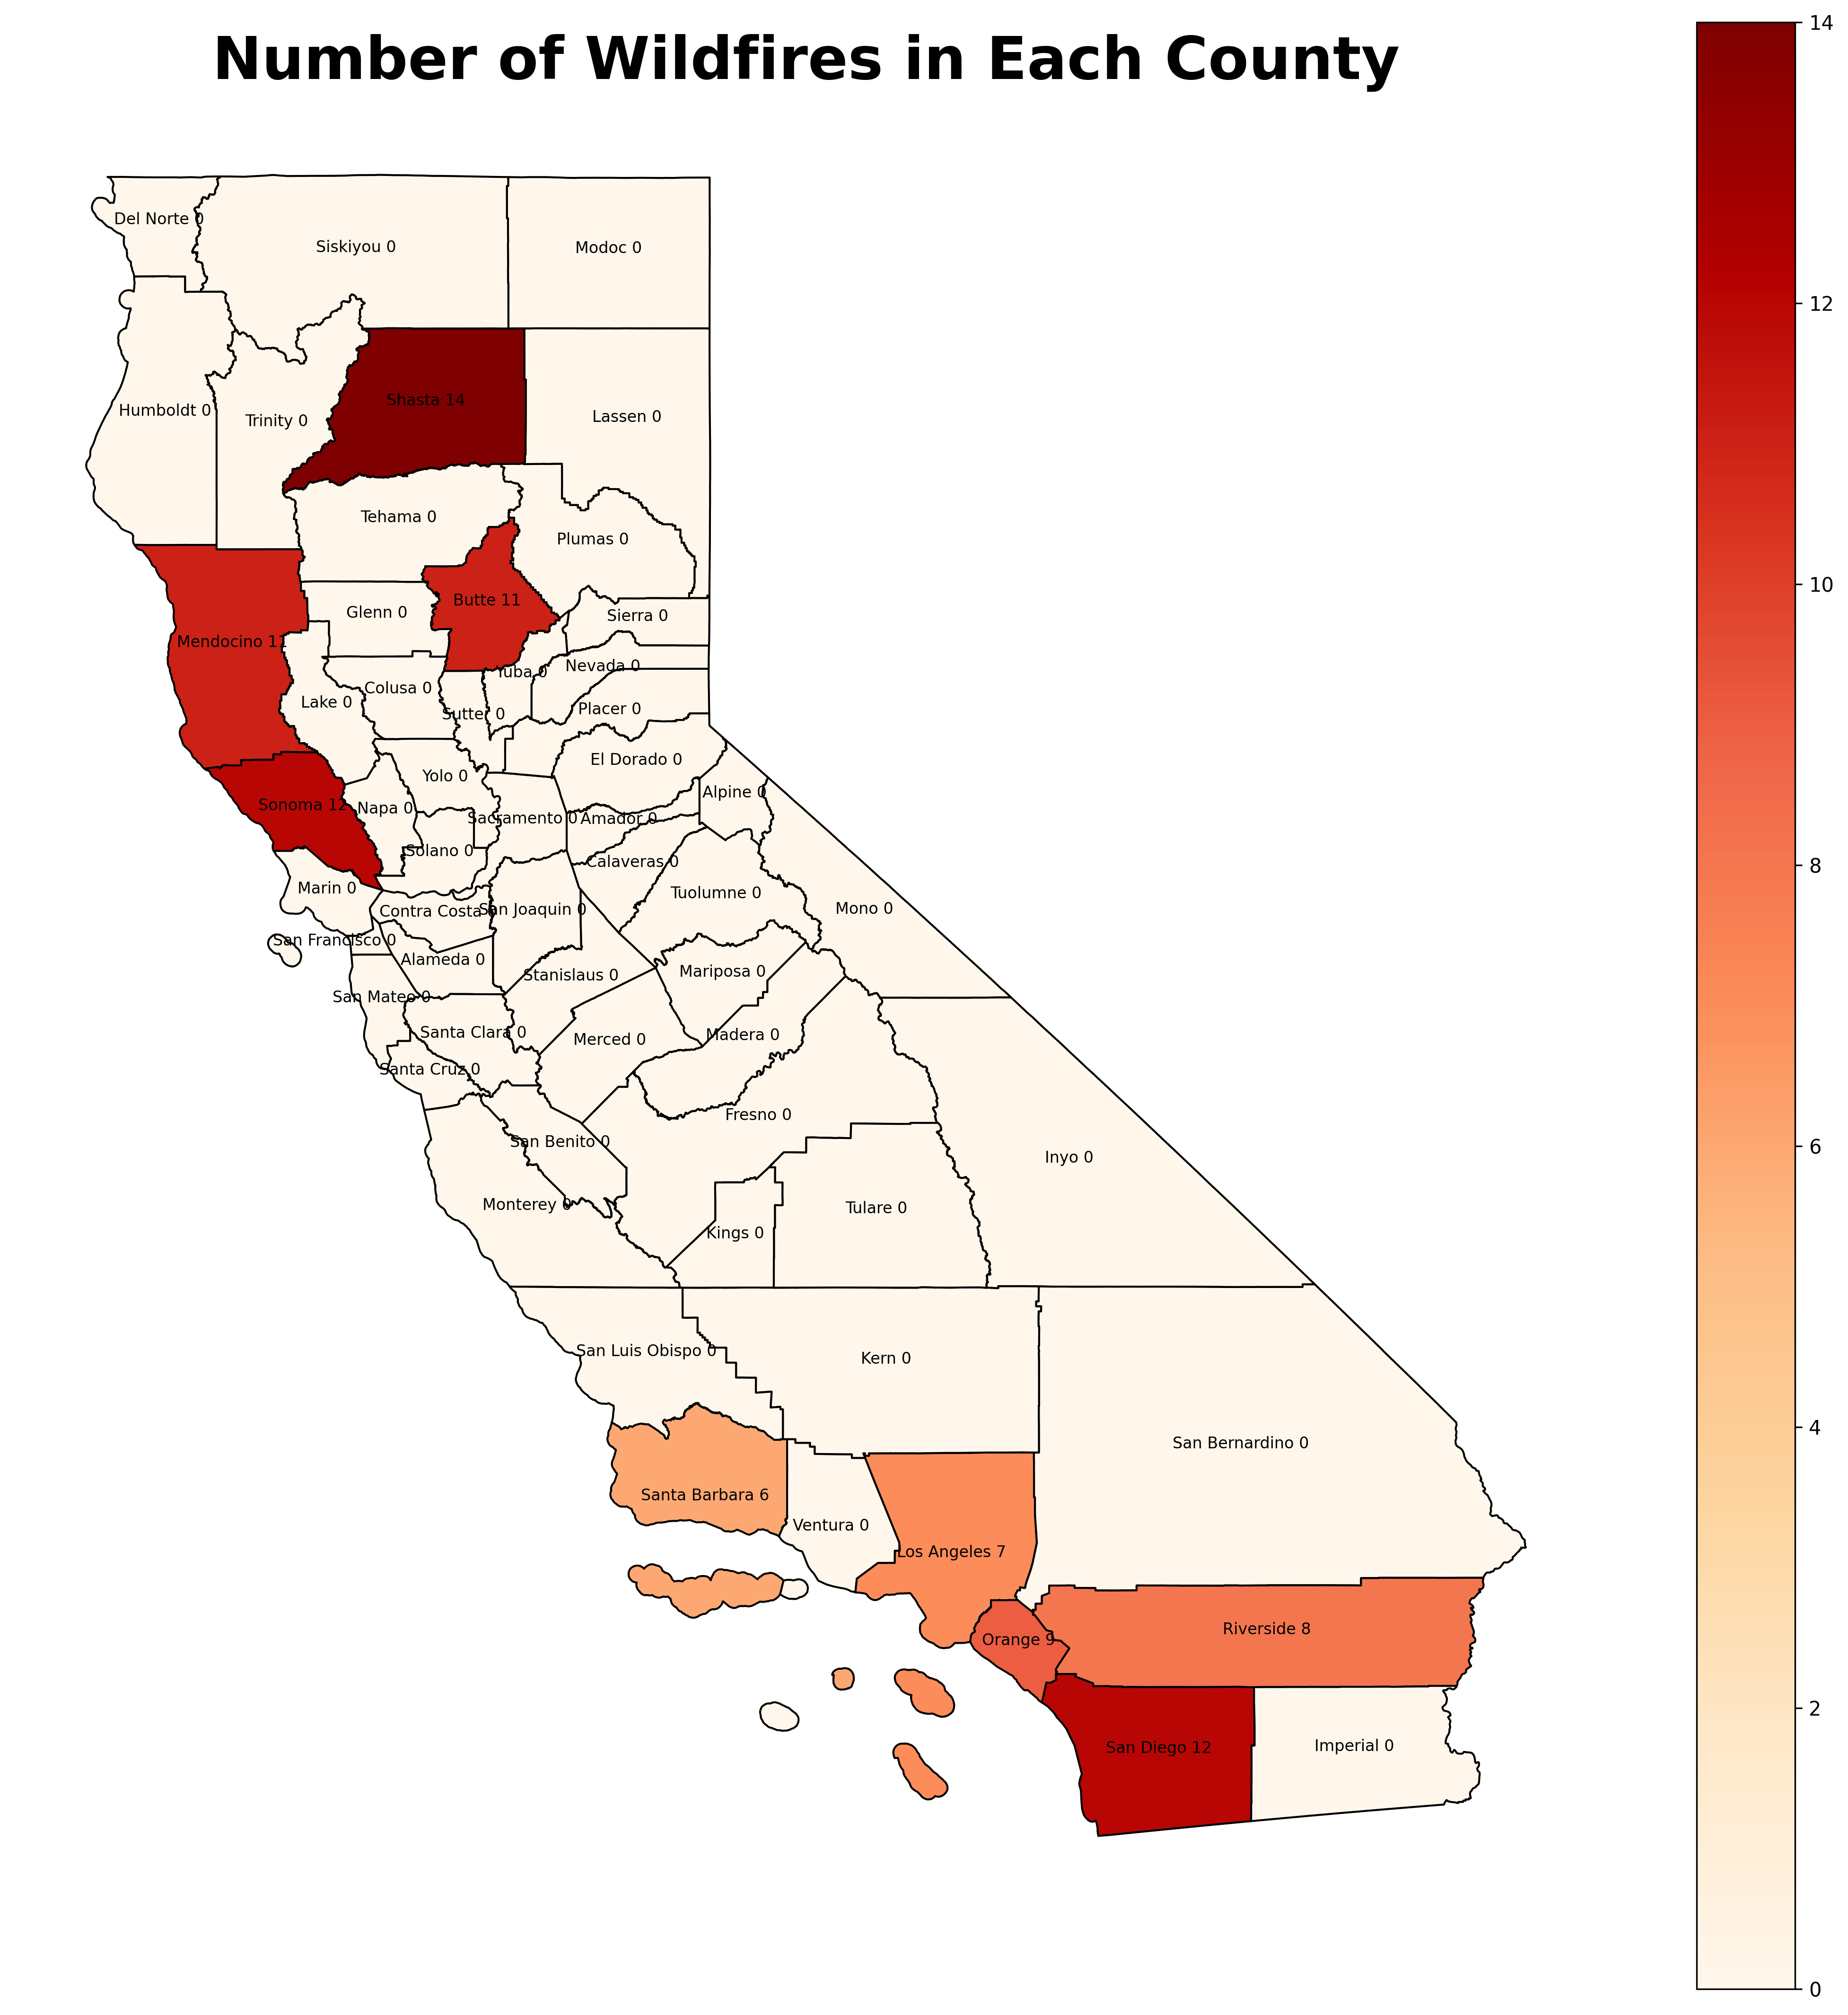 Number of Wildfires in Each County
14
Del Norte 0
Siskiyou 0
Modoc 0
12
Shasta 14
Humboldt 0
Trinity 0
Lassen 0
Tehama 0
Plumas 0
10
Butte 11
Glenn 0
Sierra 0
Mendocino 11
Nevada 0
Yuba 0
Colusa 0
Lake 0
Placer 0
Sutter 0
El Dorado 0
Yolo 0
Alpine 0
Sonoma 12
Napa 0
Sacramento 0
Amador 0
Solano 0
Calaveras 0
8
Marin 0
Tuolumne 0
Contra Costa 0
San Joaquin 0
Mono 0
San Francisco 0
Alameda 0
Stanislaus 0
Mariposa 0
San Mateo 0
Santa Clara 0
Merced 0
Madera 0
Santa Cruz 0
Fresno 0
6
San Benito 0
Inyo 0
Monterey 0
Tulare 0
Kings 0
San Luis Obispo 0
Kern 0
4
San Bernardino 0
Santa Barbara 6
Ventura 0
Los Angeles 7
Riverside 8
Orange 9
2
San Diego 12
Imperial 0
0